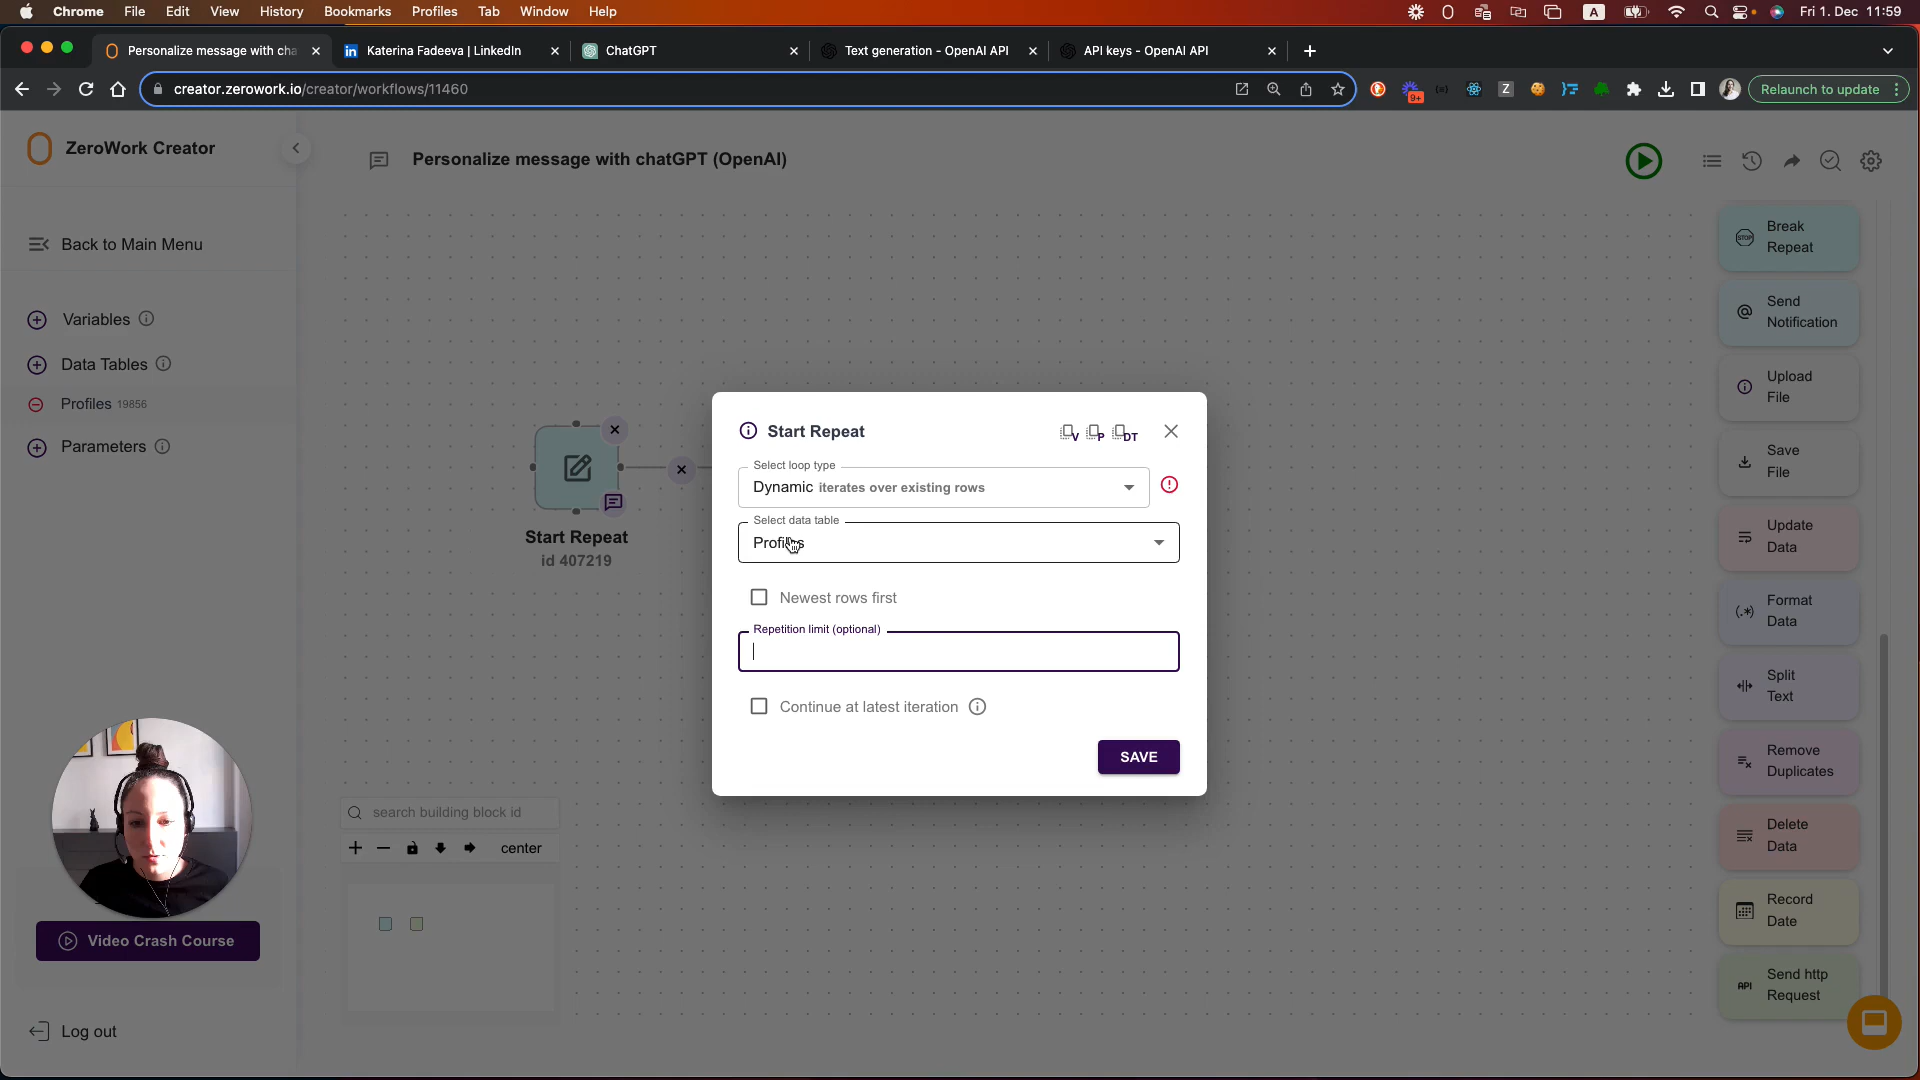 Chrome File Edit View History Bookmarks Profiles Tab Window Help
A
Fri 1. Dec 11:59
Personalize message with cha
Katerina Fadeeva | LinkedIn
ChatGPT
Text generation - OpenAI API
API keys - OpenAI API
creator.zerowork.io/creator/workflows/11460
9+
Z
Relaunch to update
ZeroWork Creator
Personalize message with chatGPT (OpenAI)
Back to Main Menu
Variables
Data Tables
Profiles 19856
Parameters
Start Repeat
id 407219
Start Repeat
V P DT
Select loop type
Dynamic iterates over existing rows
Select data table
Profiles
Newest rows first
Repetition limit (optional)
Continue at latest iteration
SAVE
search building block id
center
Video Crash Course
Log out
STOP
Break
Repeat
Send
Notification
Upload
File
Save
File
Update
Data
Format
Data
Split
Text
Remove
Duplicates
Delete
Data
Record
Date
API
Send http
Request